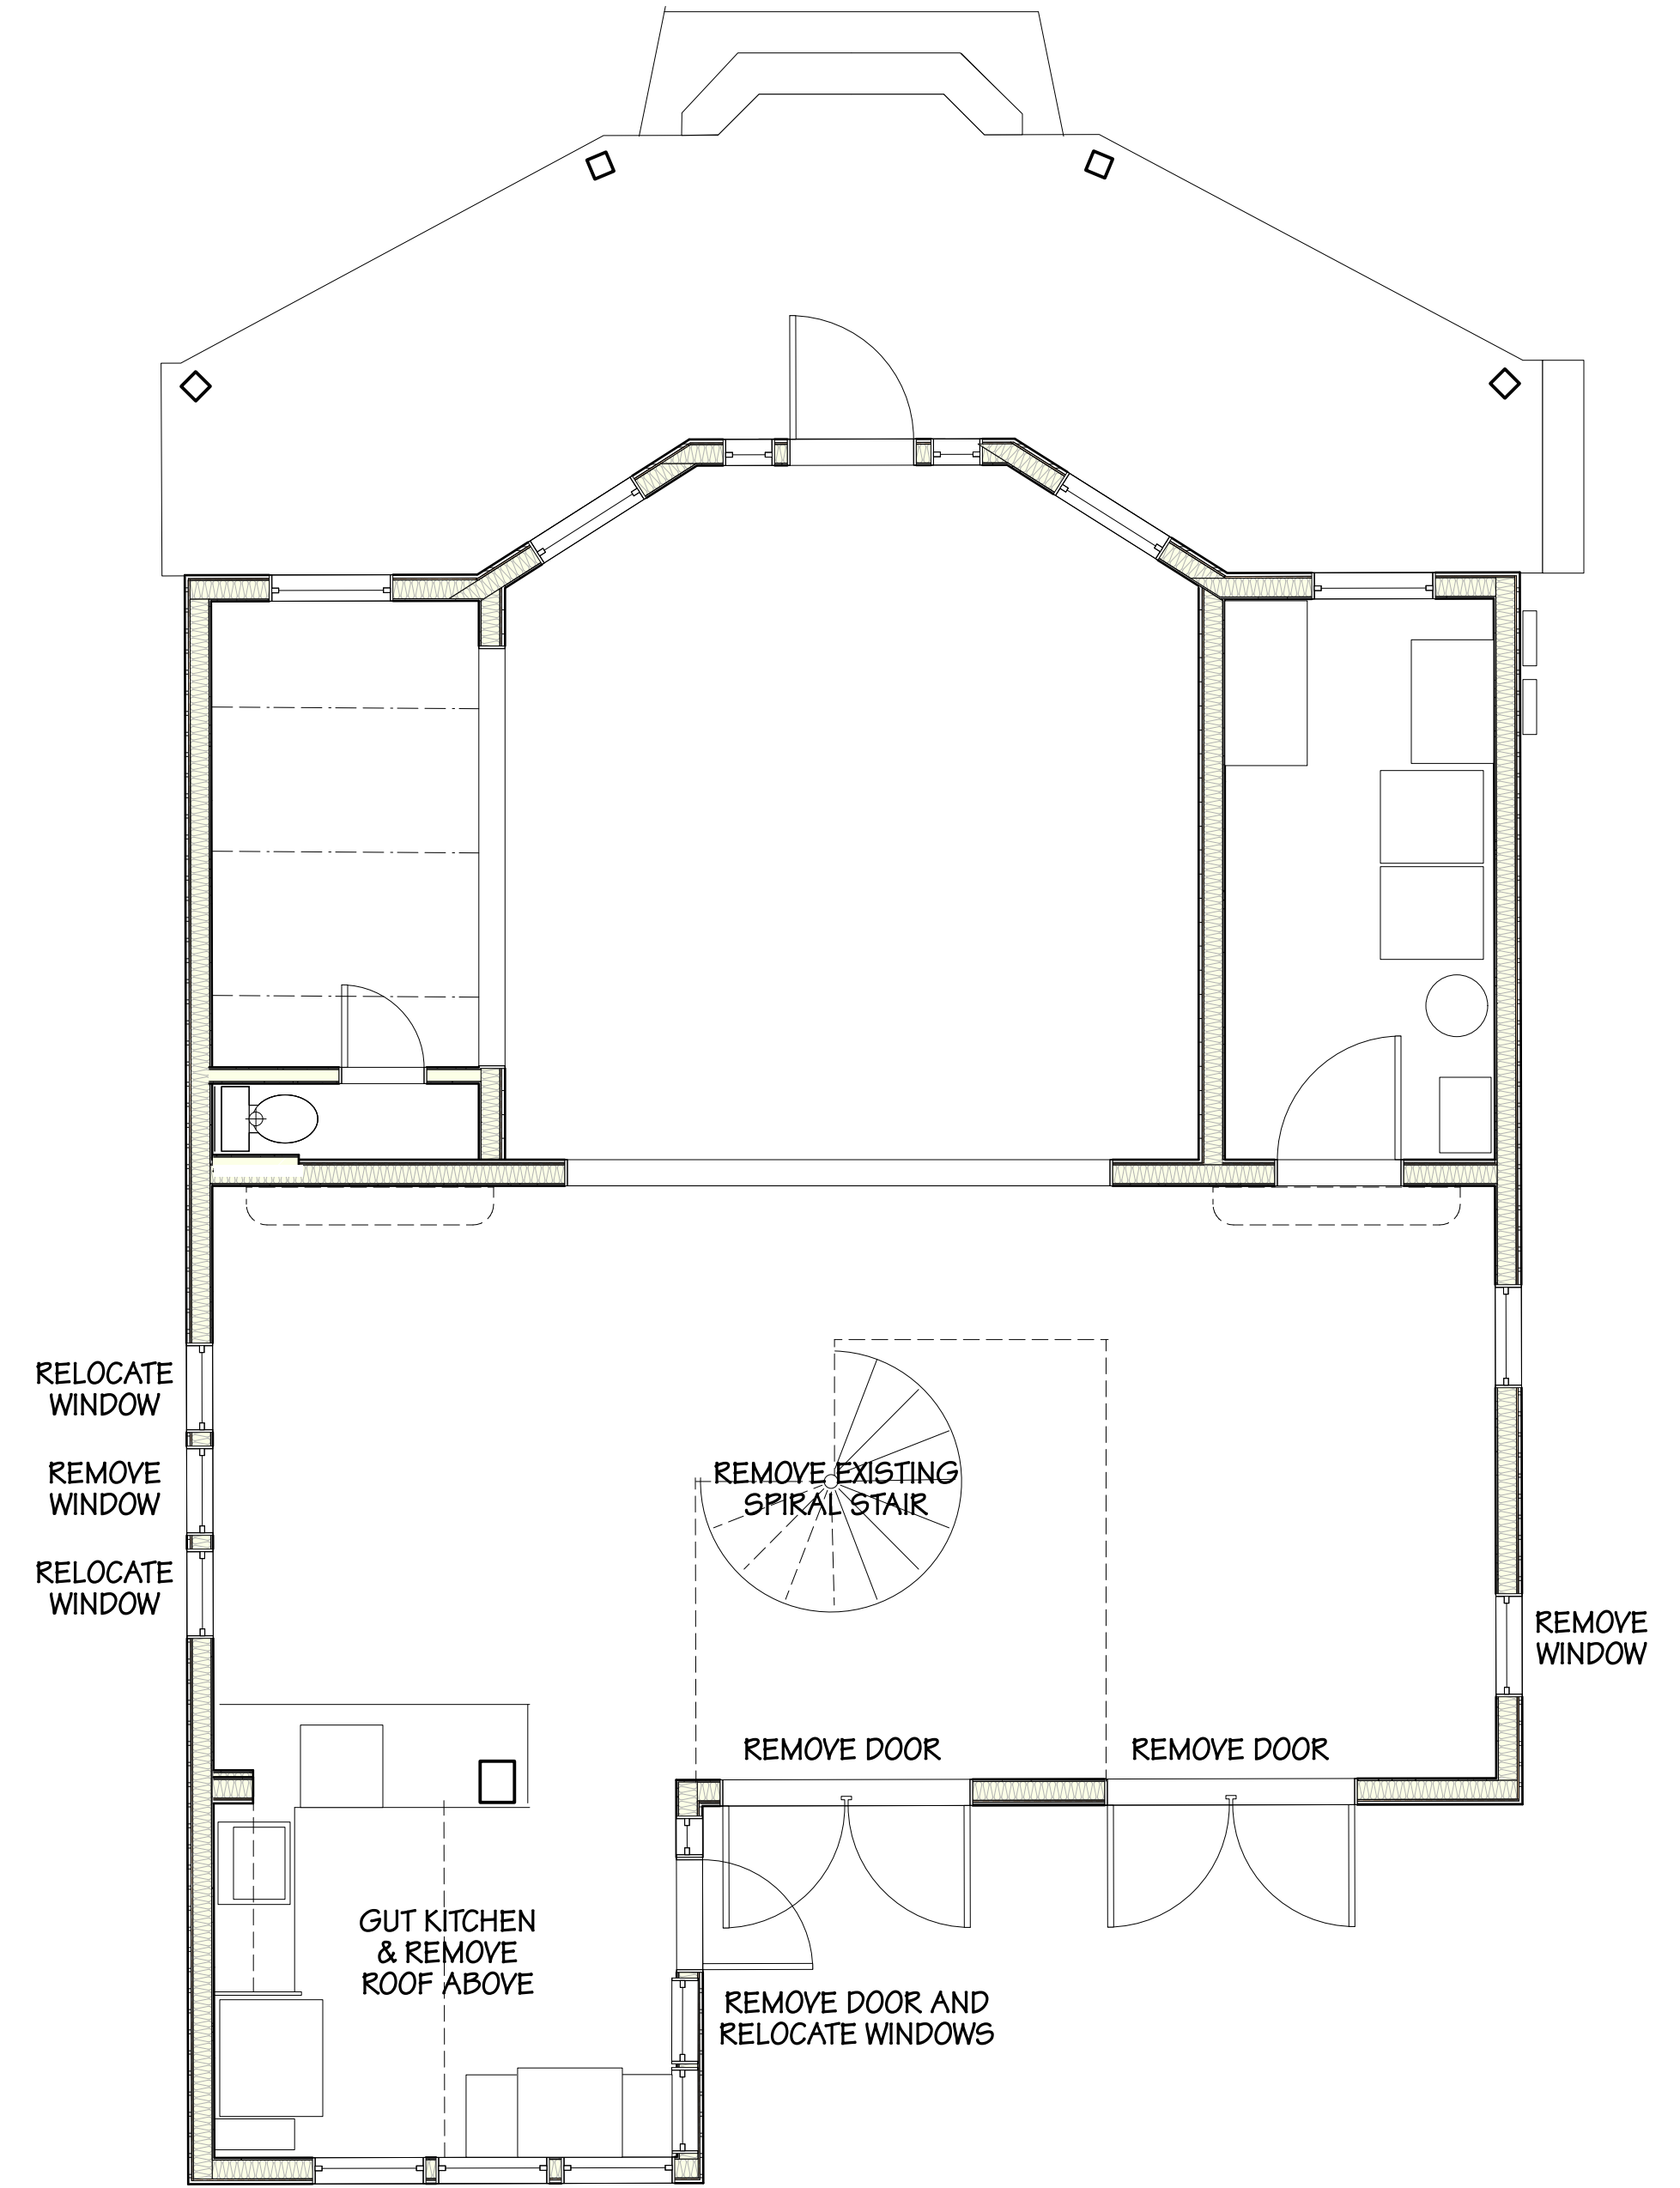 RELOCATE
WINDOW
REMOVE
WINDOW
RELOCATE
WINDOW
REMOVE EXISTING
SPIRAL STAIR
REMOVE
WINDOW
REMOVE DOOR
REMOVE DOOR
GUT KITCHEN
& REMOVE
ROOF ABOVE
REMOVE DOOR AND
RELOCATE WINDOWS